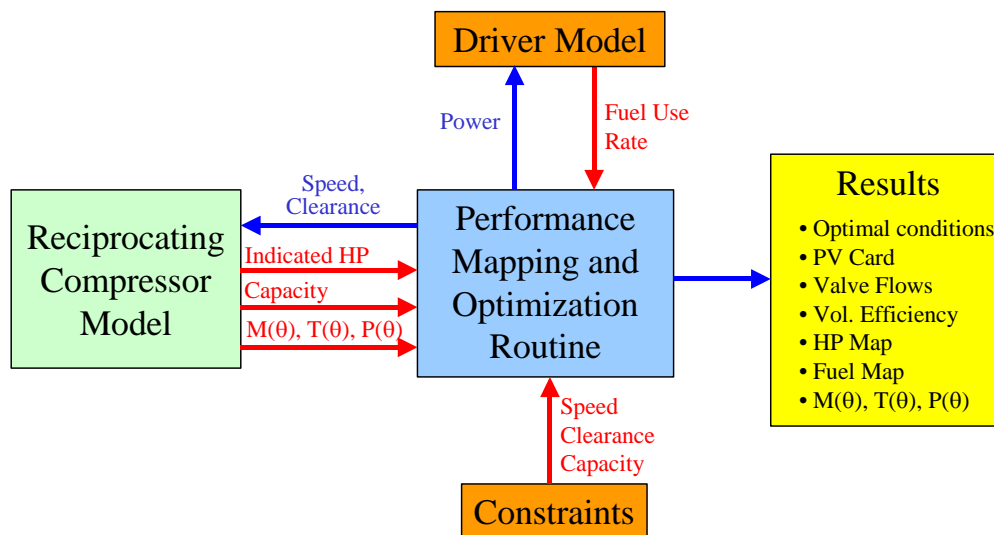 Driver Model
Power
Fuel Use
Rate
Speed,
Clearance
Reciprocating
Compressor
Model
Indicated HP
Capacity
M(θ), T(θ), P(θ)
Performance
Mapping and
Optimization
Routine
Results
• Optimal conditions
• PV Card
• Valve Flows
• Vol. Efficiency
• HP Map
• Fuel Map
• M(θ), T(θ), P(θ)
Speed
Clearance
Capacity
Constraints